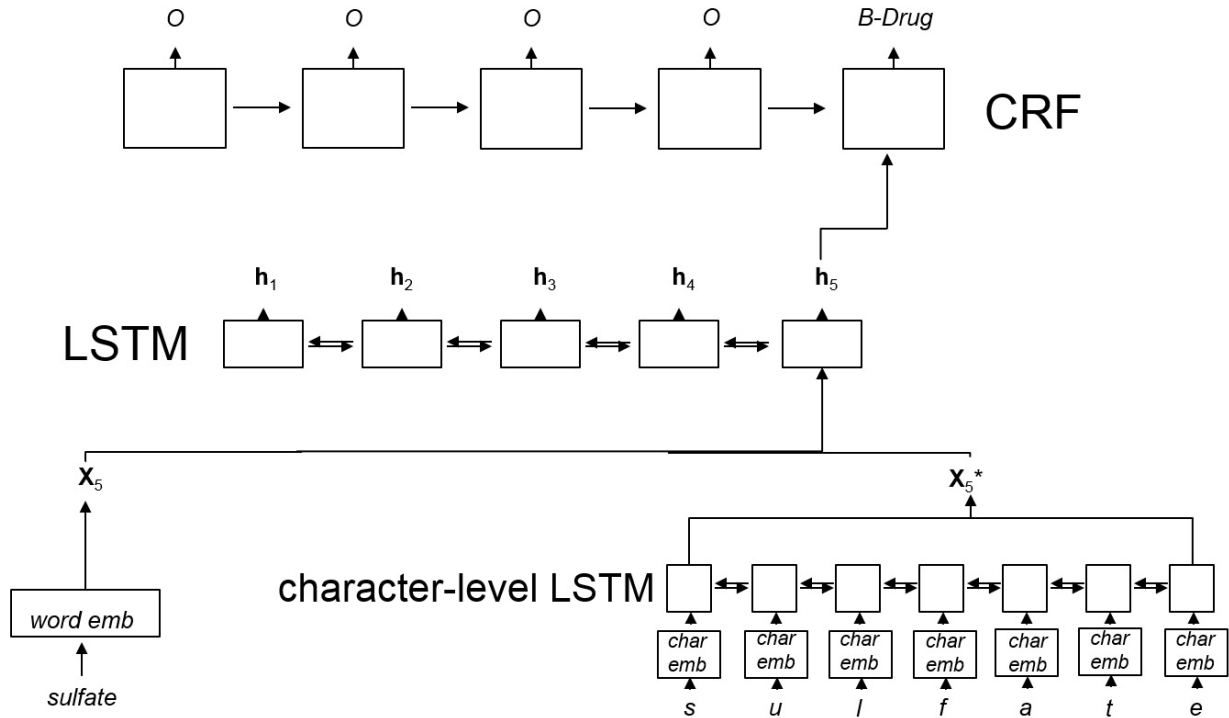 O O O O B-Drug
CRF
h₁ h₂ h₃ h₄ h₅
LSTM
X₅ X₅*
character-level LSTM
word emb
char char char char char char char
emb emb emb emb emb emb emb
sulfate
s u l f a t e